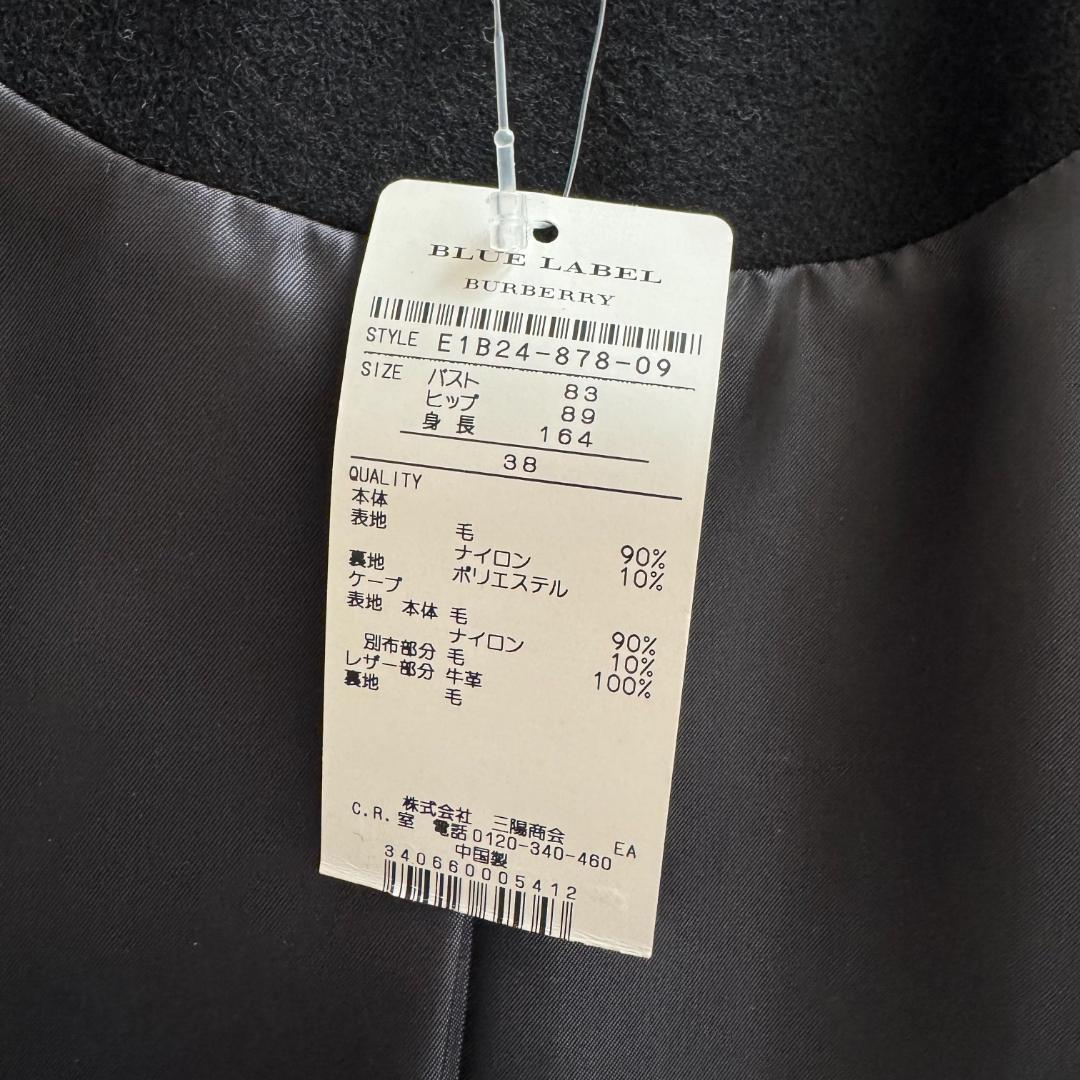 BLUE LABEL
BURBERRY
STYLE E1B24-878-09
SIZE バスト 83
ヒップ 89
身長 164
38
QUALITY
本体
表地 毛 90%
ナイロン 10%
裏地 ポリエステル
ケープ
表地 本体 毛 90%
ナイロン 10%
別布部分 毛 100%
レザー部分 牛革
裏地 毛
株式会社 三陽商会
C.R.室 電話0120-340-460 EA
中国製
340660005412